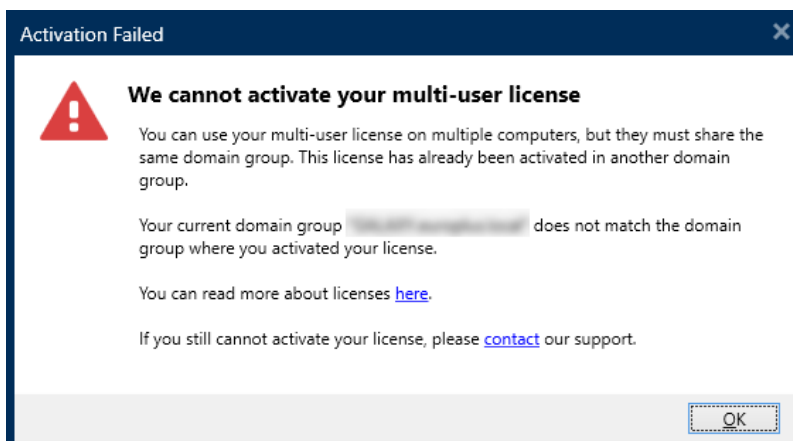 Activation Failed
We cannot activate your multi-user license
You can use your multi-user license on multiple computers, but they must share the
same domain group. This license has already been activated in another domain
group.
Your current domain group does not match the domain
group where you activated your license.
You can read more about licenses here.
If you still cannot activate your license, please contact our support.
OK